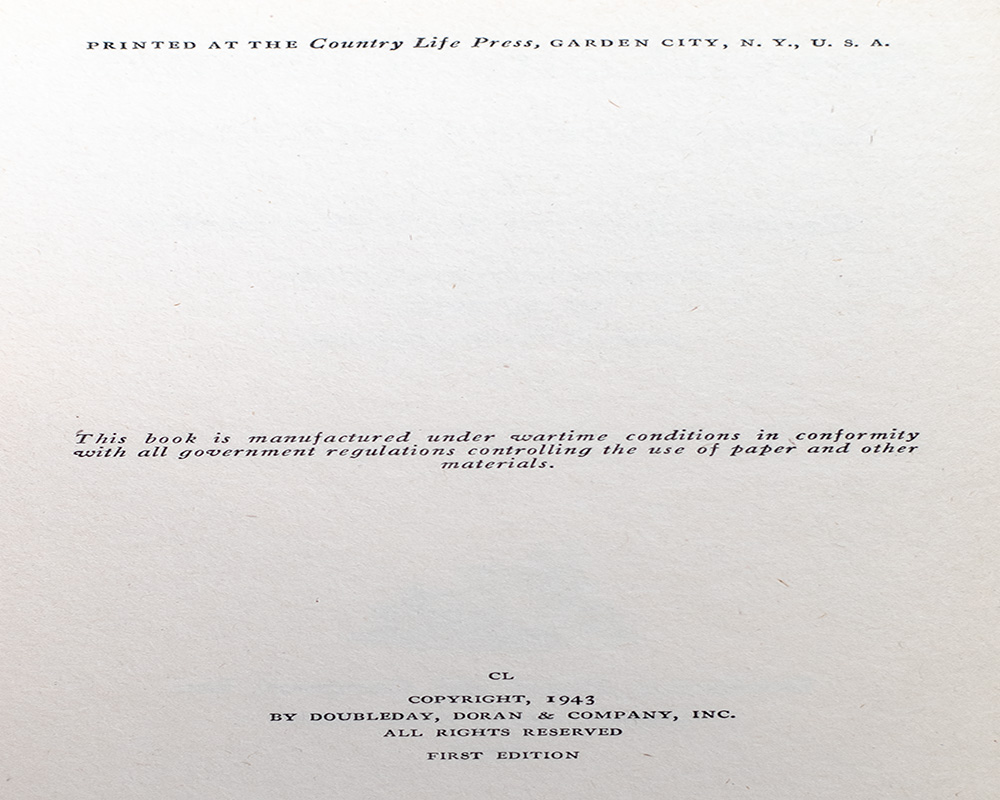 PRINTED AT THE Country Life Press, GARDEN CITY, N. Y., U. S. A.
This book is manufactured under wartime conditions in conformity
with all government regulations controlling the use of paper and other
materials.
CL
COPYRIGHT, 1943
BY DOUBLEDAY, DORAN & COMPANY, INC.
ALL RIGHTS RESERVED
FIRST EDITION